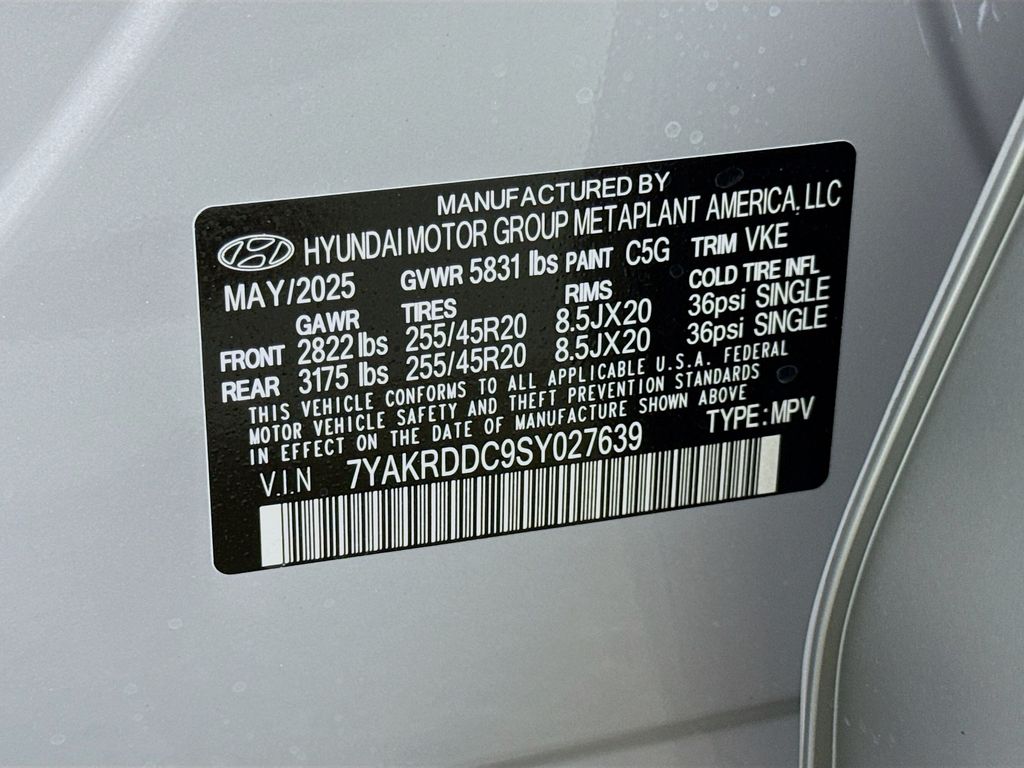 MANUFACTURED BY
HYUNDAI MOTOR GROUP METAPLANT AMERICA, LLC
MAY/2025 GVWR 5831 lbs PAINT C5G TRIM VKE
GAWR TIRES RIMS COLD TIRE INFL
FRONT 2822 lbs 255/45R20 8.5JX20 36psi SINGLE
REAR 3175 lbs 255/45R20 8.5JX20 36psi SINGLE
THIS VEHICLE CONFORMS TO ALL APPLICABLE U.S.A. FEDERAL
MOTOR VEHICLE SAFETY AND THEFT PREVENTION STANDARDS
IN EFFECT ON THE DATE OF MANUFACTURE SHOWN ABOVE
V.I.N 7YAKRDDC9SY027639 TYPE: MPV